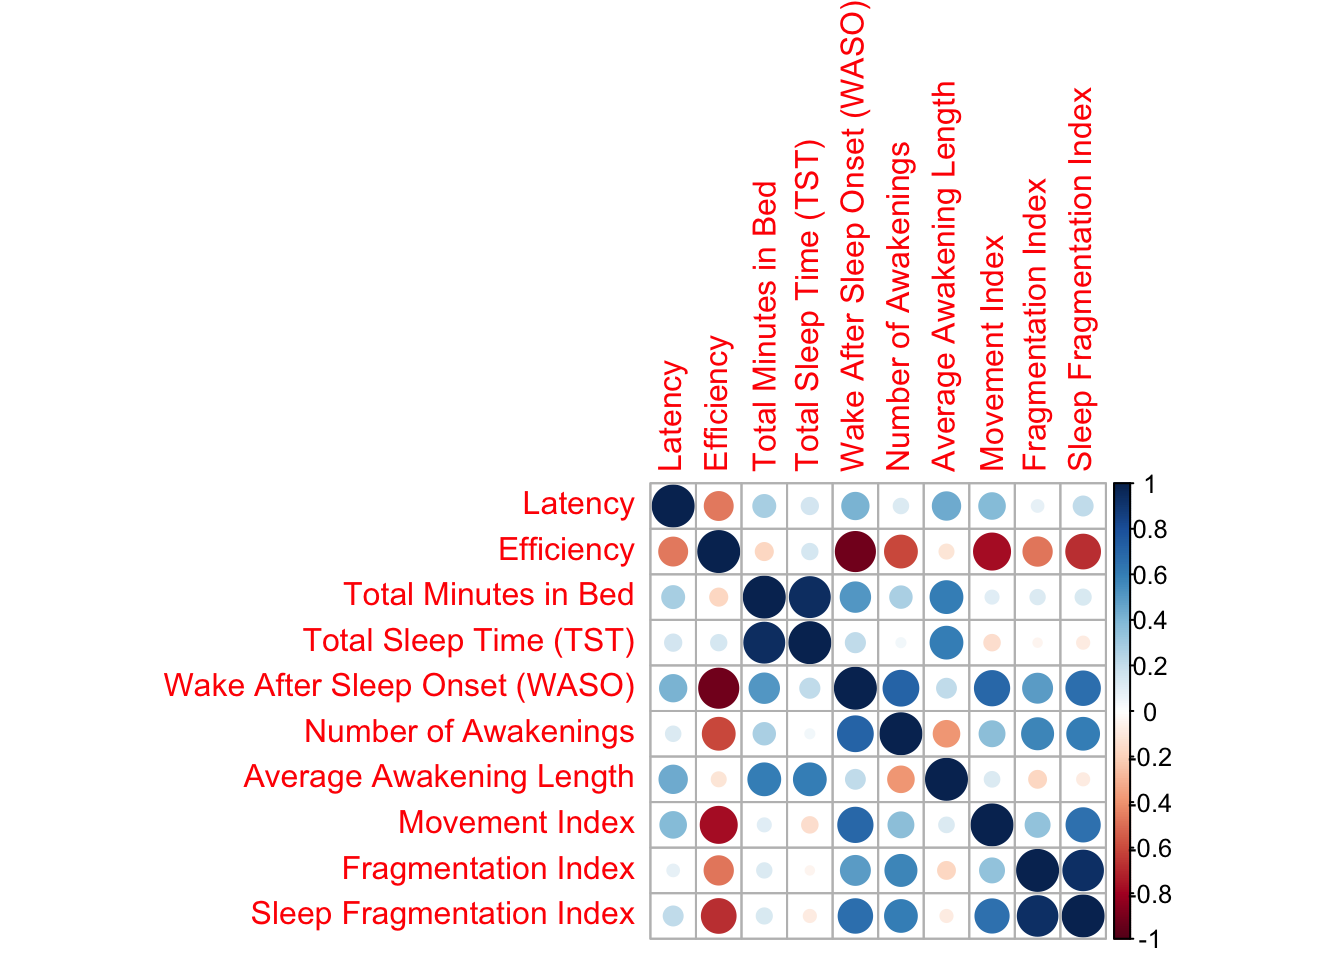 Latency
Efficiency
Total Minutes in Bed
Total Sleep Time (TST)
Wake After Sleep Onset (WASO)
Number of Awakenings
Average Awakening Length
Movement Index
Fragmentation Index
Sleep Fragmentation Index
Latency
Efficiency
Total Minutes in Bed
Total Sleep Time (TST)
Wake After Sleep Onset (WASO)
Number of Awakenings
Average Awakening Length
Movement Index
Fragmentation Index
Sleep Fragmentation Index
1
0.8
0.6
0.4
0.2
0
-0.2
-0.4
-0.6
-0.8
-1